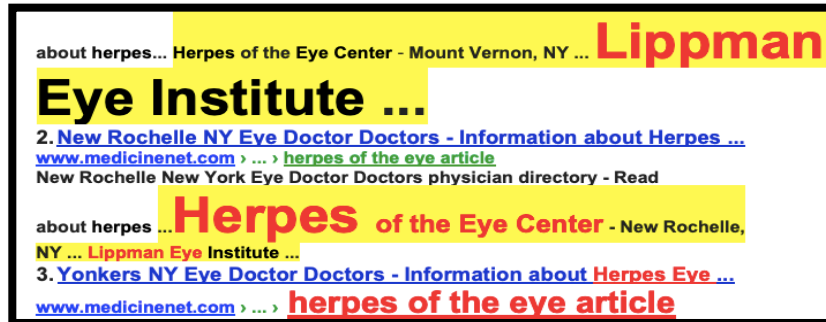 about herpes... Herpes of the Eye Center - Mount Vernon, NY ... Lippman
Eye Institute ...
2. New Rochelle NY Eye Doctor Doctors - Information about Herpes ...
www.medicinenet.com › ... › herpes of the eye article
New Rochelle New York Eye Doctor Doctors physician directory - Read
about herpes ...Herpes of the Eye Center - New Rochelle,
NY ... Lippman Eye Institute ...
3. Yonkers NY Eye Doctor Doctors - Information about Herpes Eye ...
www.medicinenet.com › ... › herpes of the eye article